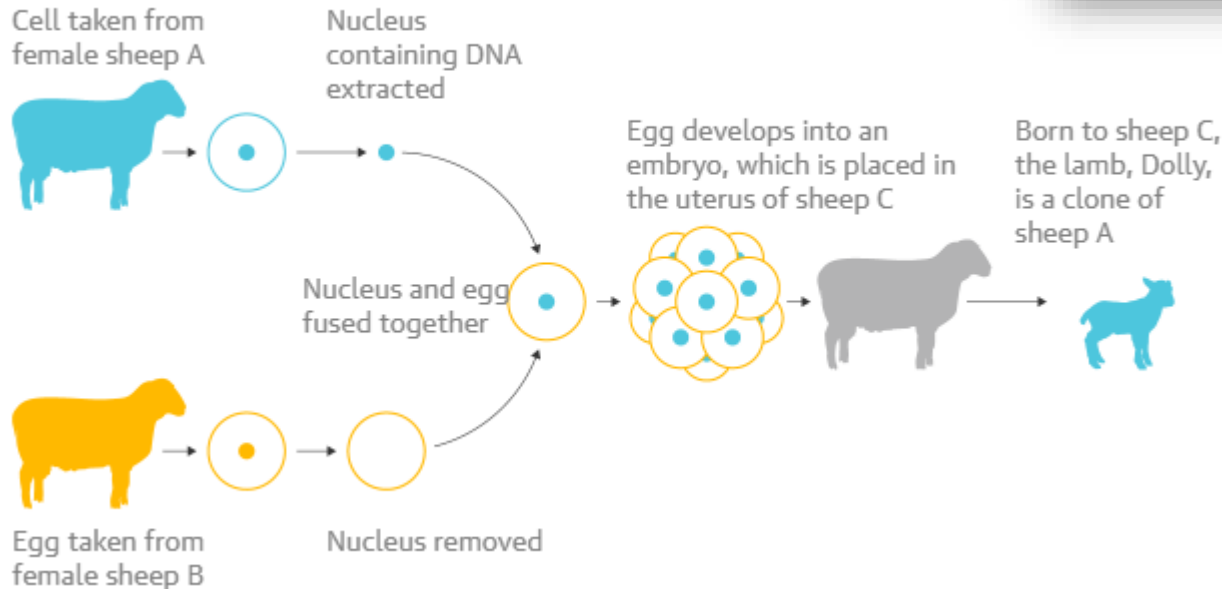 Cell taken from
female sheep A
Nucleus
containing DNA
extracted
Egg develops into an
embryo, which is placed in
the uterus of sheep C
Born to sheep C,
the lamb, Dolly,
is a clone of
sheep A
Nucleus and egg
fused together
Egg taken from
female sheep B
Nucleus removed